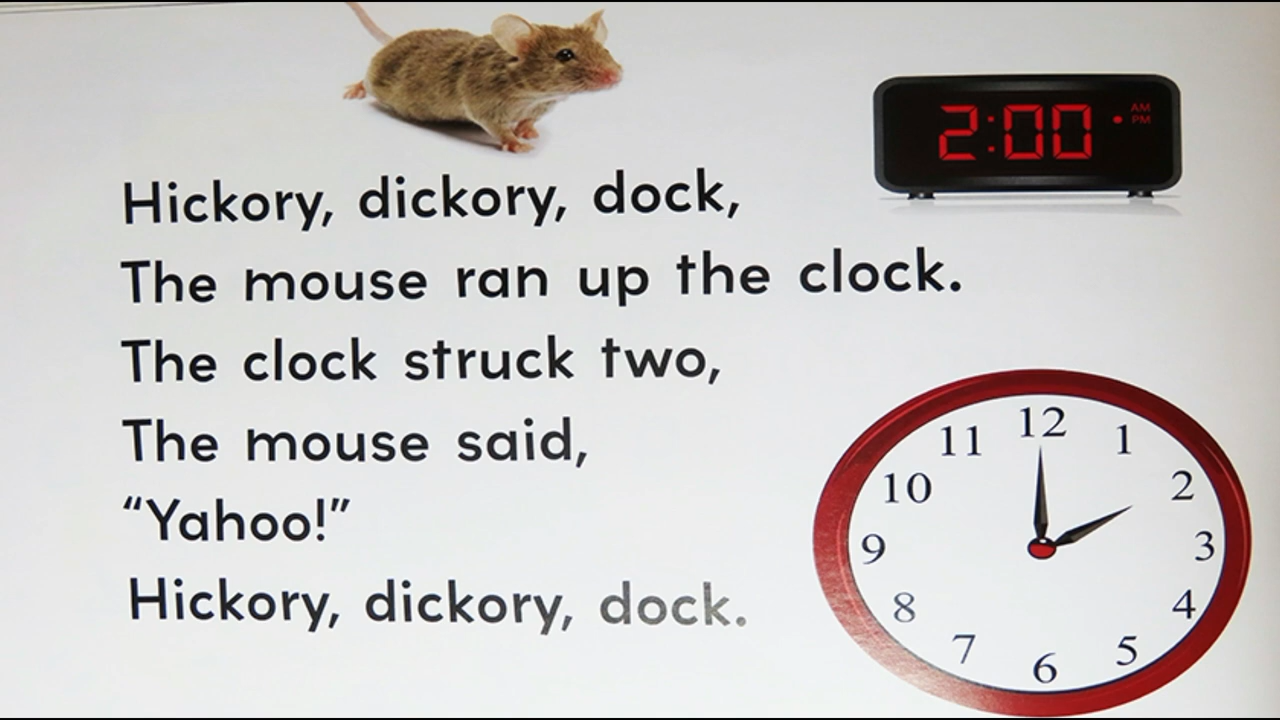 2:00
AM
PM
Hickory, dickory, dock,
The mouse ran up the clock.
The clock struck two,
The mouse said,
“Yahoo!”
Hickory, dickory, dock.
12
1
2
3
4
5
6
7
8
9
10
11